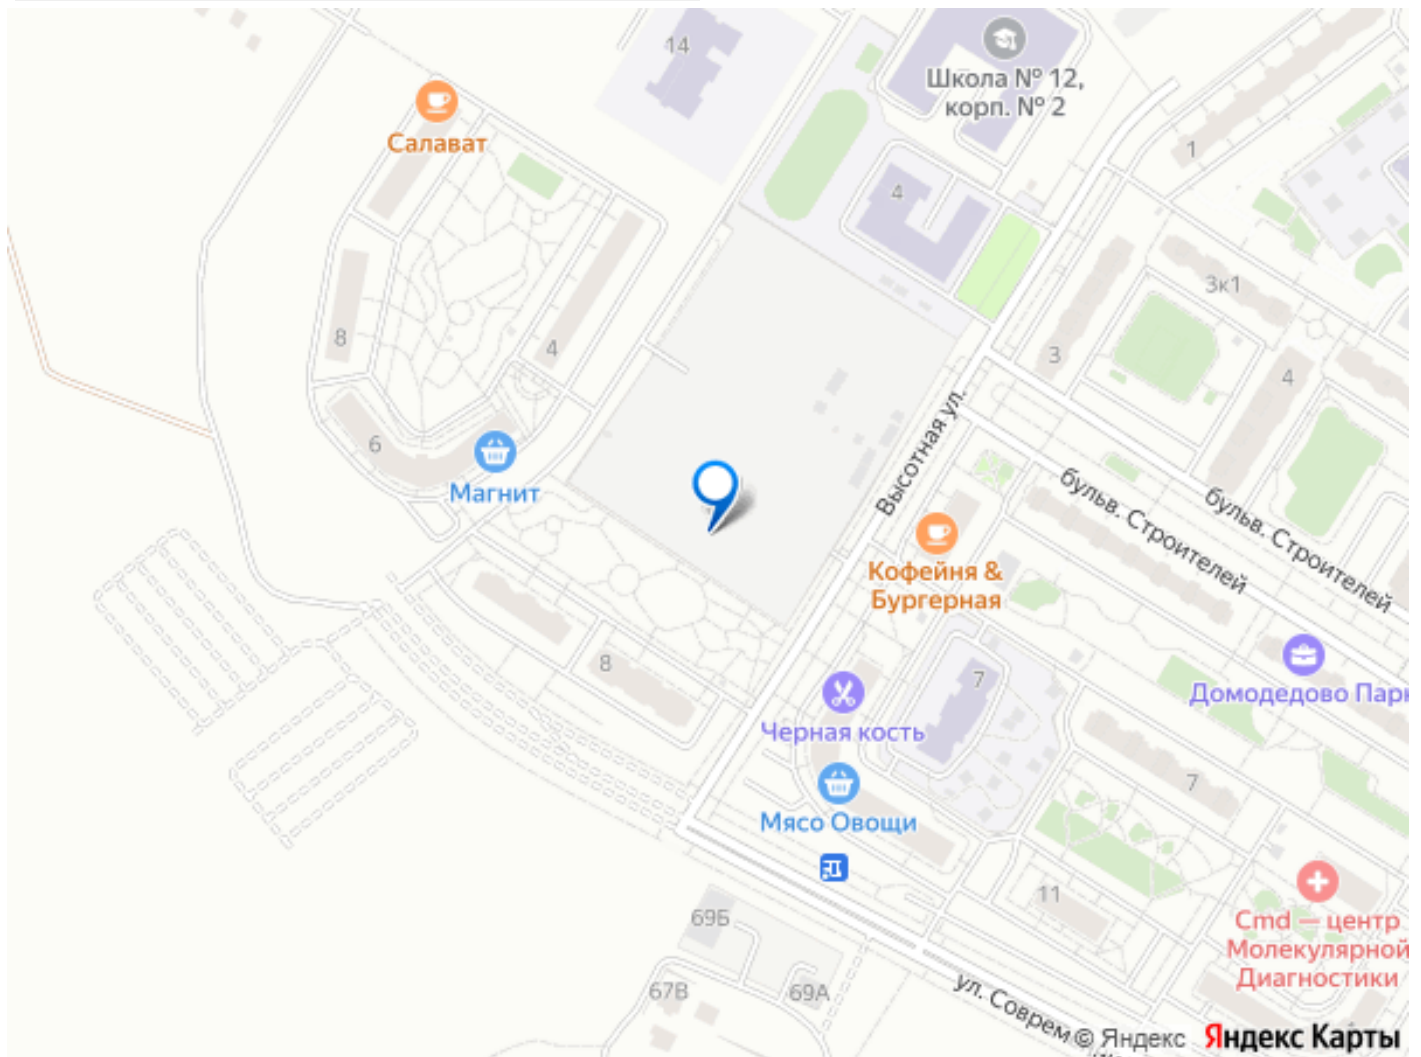 14
Школа № 12,
корп. № 2
Салават
1
4
3к1
8
4
3
4
6
Магнит
Высотная ул.
бульв. Строителей
бульв. Строителей
Кофейня &
Бургерная
8
7
Домодедово Парк
Черная кость
7
Мясо Овощи
11
69Б
Cmd — центр
Молекулярной
Диагностики
67В
69А
ул. Соврем
© Яндекс Яндекс Карты